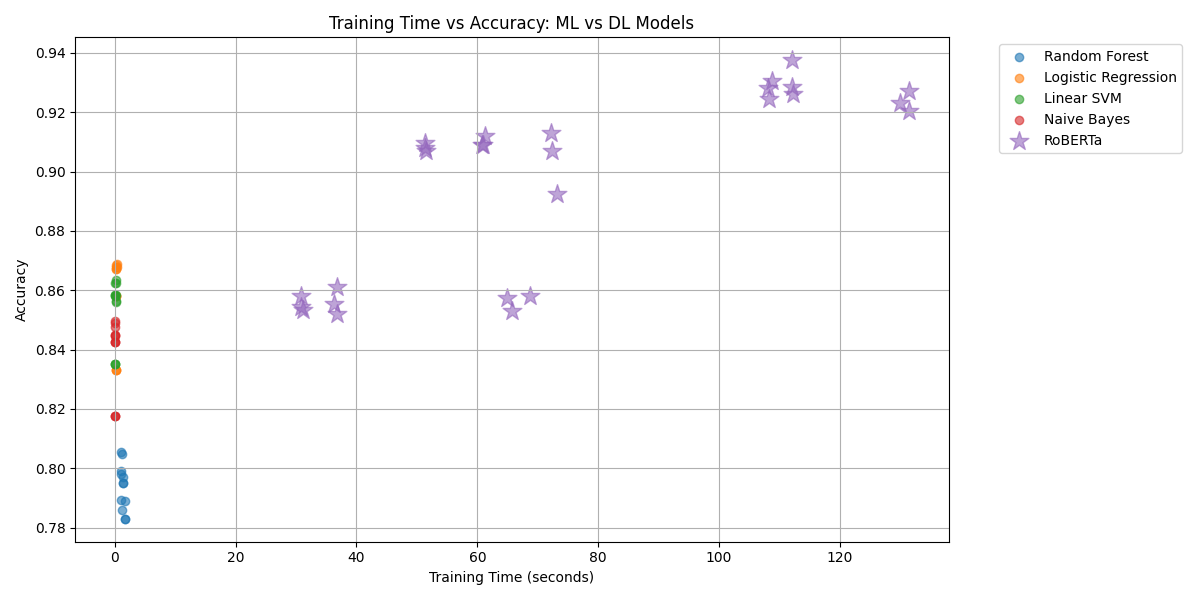 Training Time vs Accuracy: ML vs DL Models
Accuracy
0.94
0.92
0.90
0.88
0.86
0.84
0.82
0.80
0.78
0 20 40 60 80 100 120
Training Time (seconds)
Random Forest
Logistic Regression
Linear SVM
Naive Bayes
RoBERTa